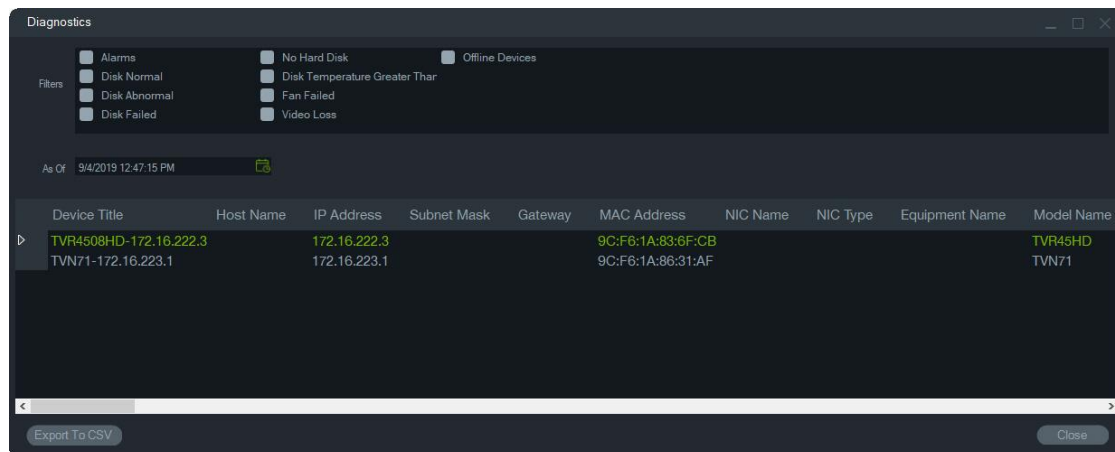 Diagnostics
Filters
Alarms
Disk Normal
Disk Abnormal
Disk Failed
No Hard Disk
Disk Temperature Greater Thar
Fan Failed
Video Loss
Offline Devices
As Of 9/4/2019 12:47:15 PM
Device Title Host Name IP Address Subnet Mask Gateway MAC Address NIC Name NIC Type Equipment Name Model Name
TVR4508HD-172.16.222.3 172.16.222.3 9C:F6:1A:83:6F:CB TVR45HD
TVN71-172.16.223.1 172.16.223.1 9C:F6:1A:86:31:AF TVN71
Export To CSV
Close